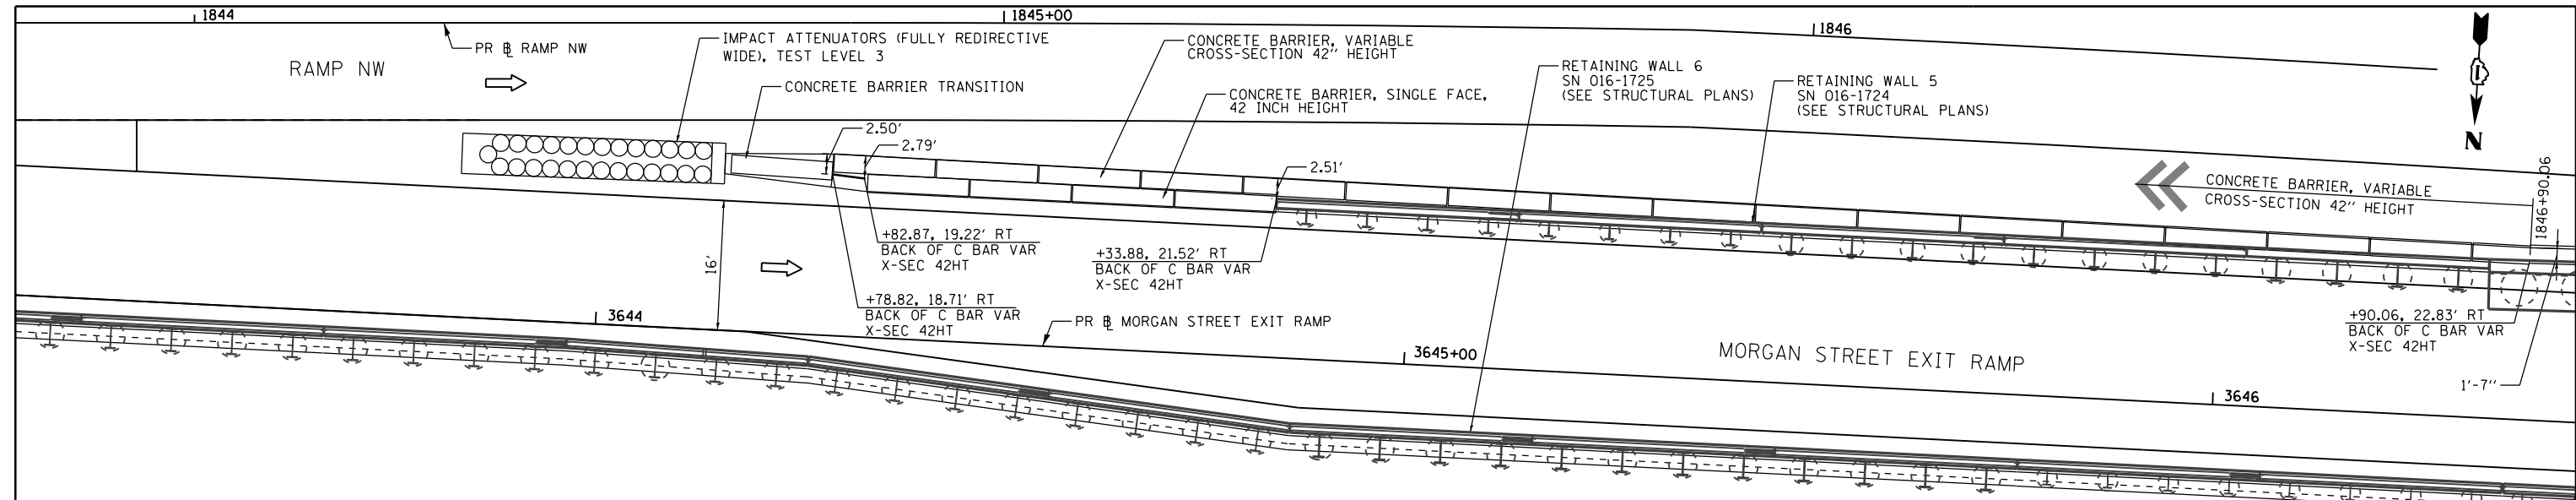 1844
1845+00
1846
PR BL RAMP NW
RAMP NW
IMPACT ATTENUATORS (FULLY REDIRECTIVE
WIDE), TEST LEVEL 3
CONCRETE BARRIER TRANSITION
CONCRETE BARRIER, VARIABLE
CROSS-SECTION 42" HEIGHT
CONCRETE BARRIER, SINGLE FACE,
42 INCH HEIGHT
RETAINING WALL 6
SN 016-1725
(SEE STRUCTURAL PLANS)
RETAINING WALL 5
SN 016-1724
(SEE STRUCTURAL PLANS)
N
2.50'
2.79'
2.51'
CONCRETE BARRIER, VARIABLE
CROSS-SECTION 42" HEIGHT
1846+90.06
16'
+82.87, 19.22' RT
BACK OF C BAR VAR
X-SEC 42HT
+33.88, 21.52' RT
BACK OF C BAR VAR
X-SEC 42HT
+78.82, 18.71' RT
BACK OF C BAR VAR
X-SEC 42HT
+90.06, 22.83' RT
BACK OF C BAR VAR
X-SEC 42HT
3644
PR BL MORGAN STREET EXIT RAMP
3645+00
MORGAN STREET EXIT RAMP
1'-7"
3646